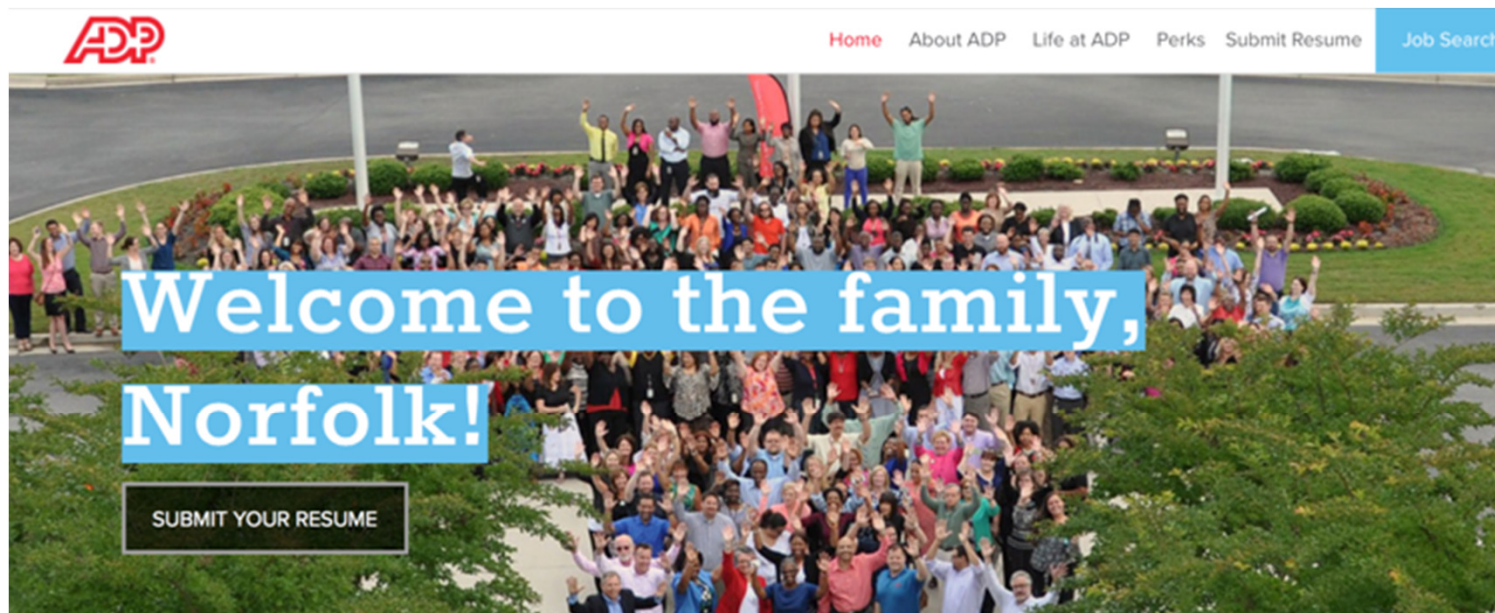 ADP
Home About ADP Life at ADP Perks Submit Resume Job Search
Welcome to the family,
Norfolk!
SUBMIT YOUR RESUME